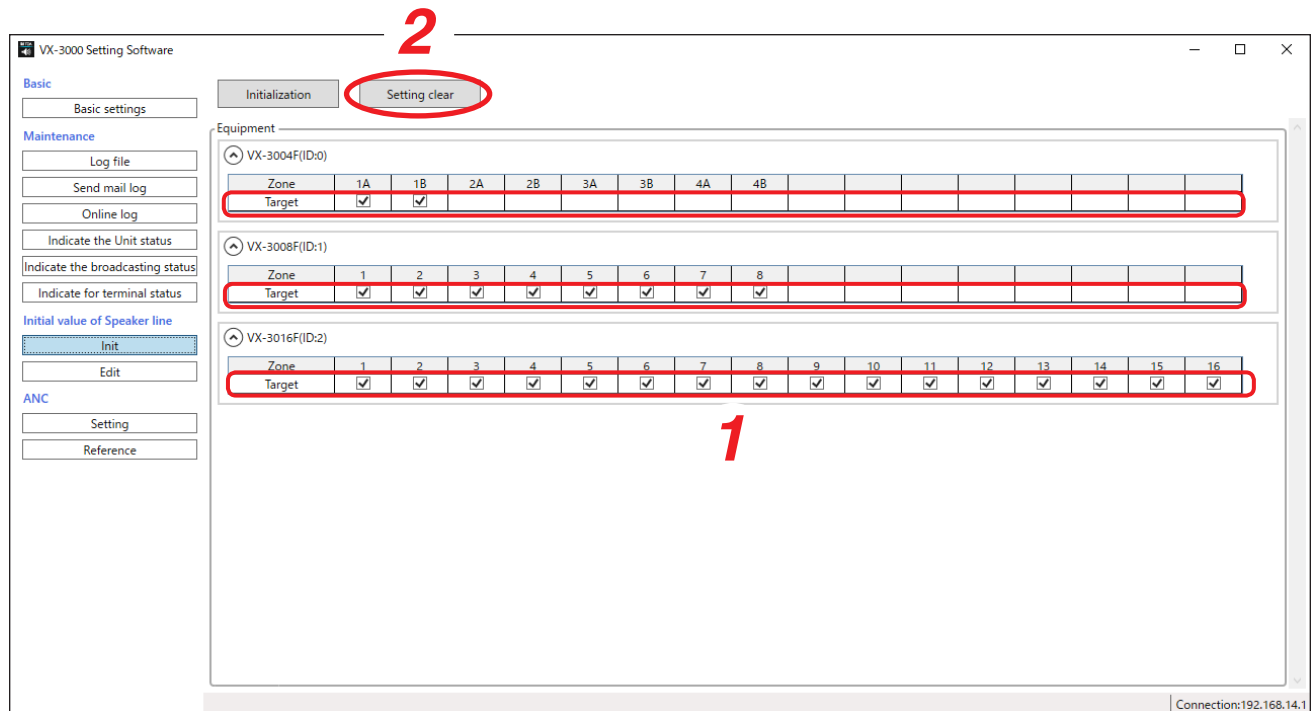 2
VX-3000 Setting Software
Basic
Basic settings
Maintenance
Log file
Send mail log
Online log
Indicate the Unit status
Indicate the broadcasting status
Indicate for terminal status
Initial value of Speaker line
Init
Edit
ANC
Setting
Reference
Initialization Setting clear
Equipment
VX-3004F(ID:0)
Zone 1A 1B 2A 2B 3A 3B 4A 4B
Target
VX-3008F(ID:1)
Zone 1 2 3 4 5 6 7 8
Target
VX-3016F(ID:2)
Zone 1 2 3 4 5 6 7 8 9 10 11 12 13 14 15 16
Target
1
Connection:192.168.14.1